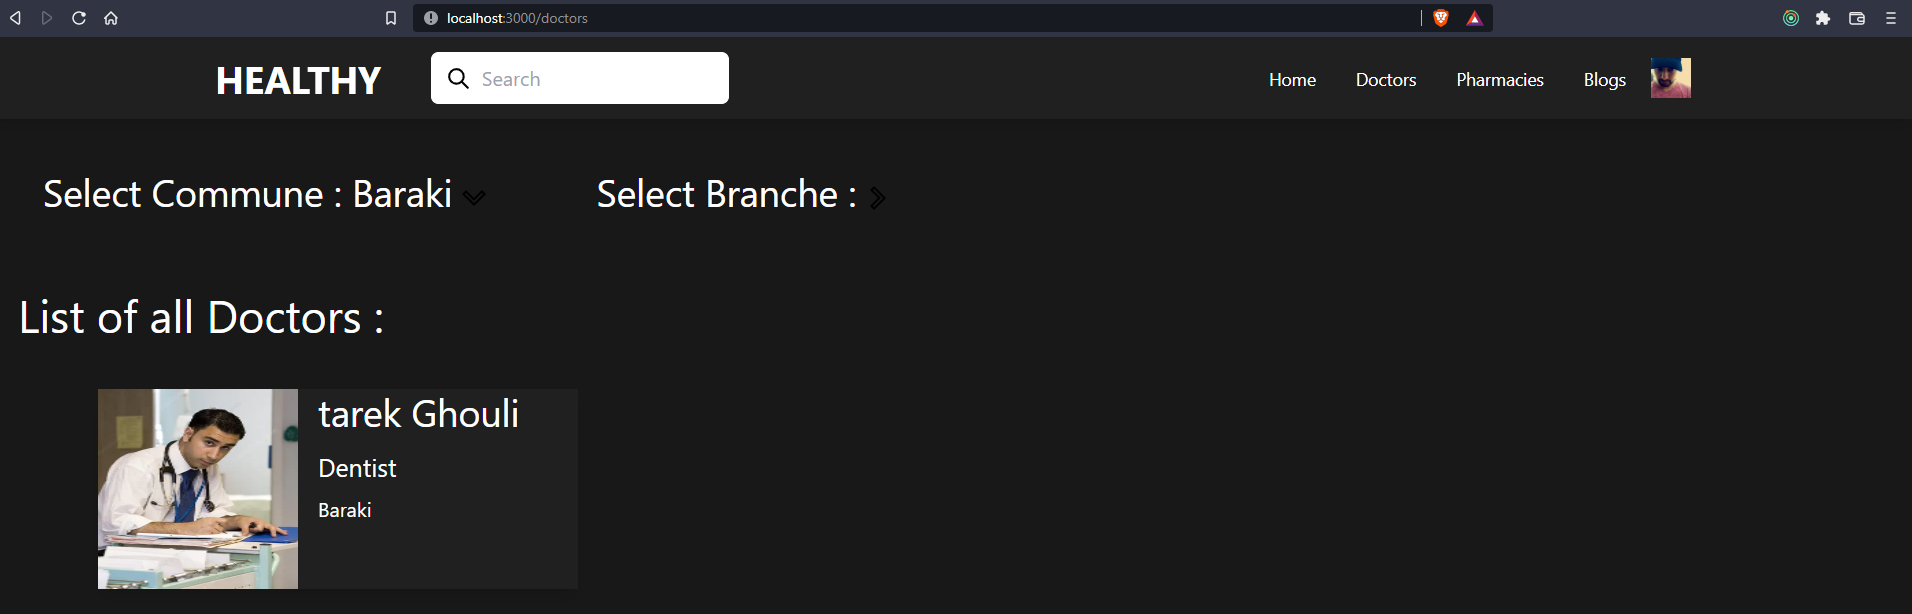 localhost:3000/doctors
HEALTHY
Search
Home
Doctors
Pharmacies
Blogs
Select Commune : Baraki
Select Branche :
List of all Doctors :
tarek Ghouli
Dentist
Baraki